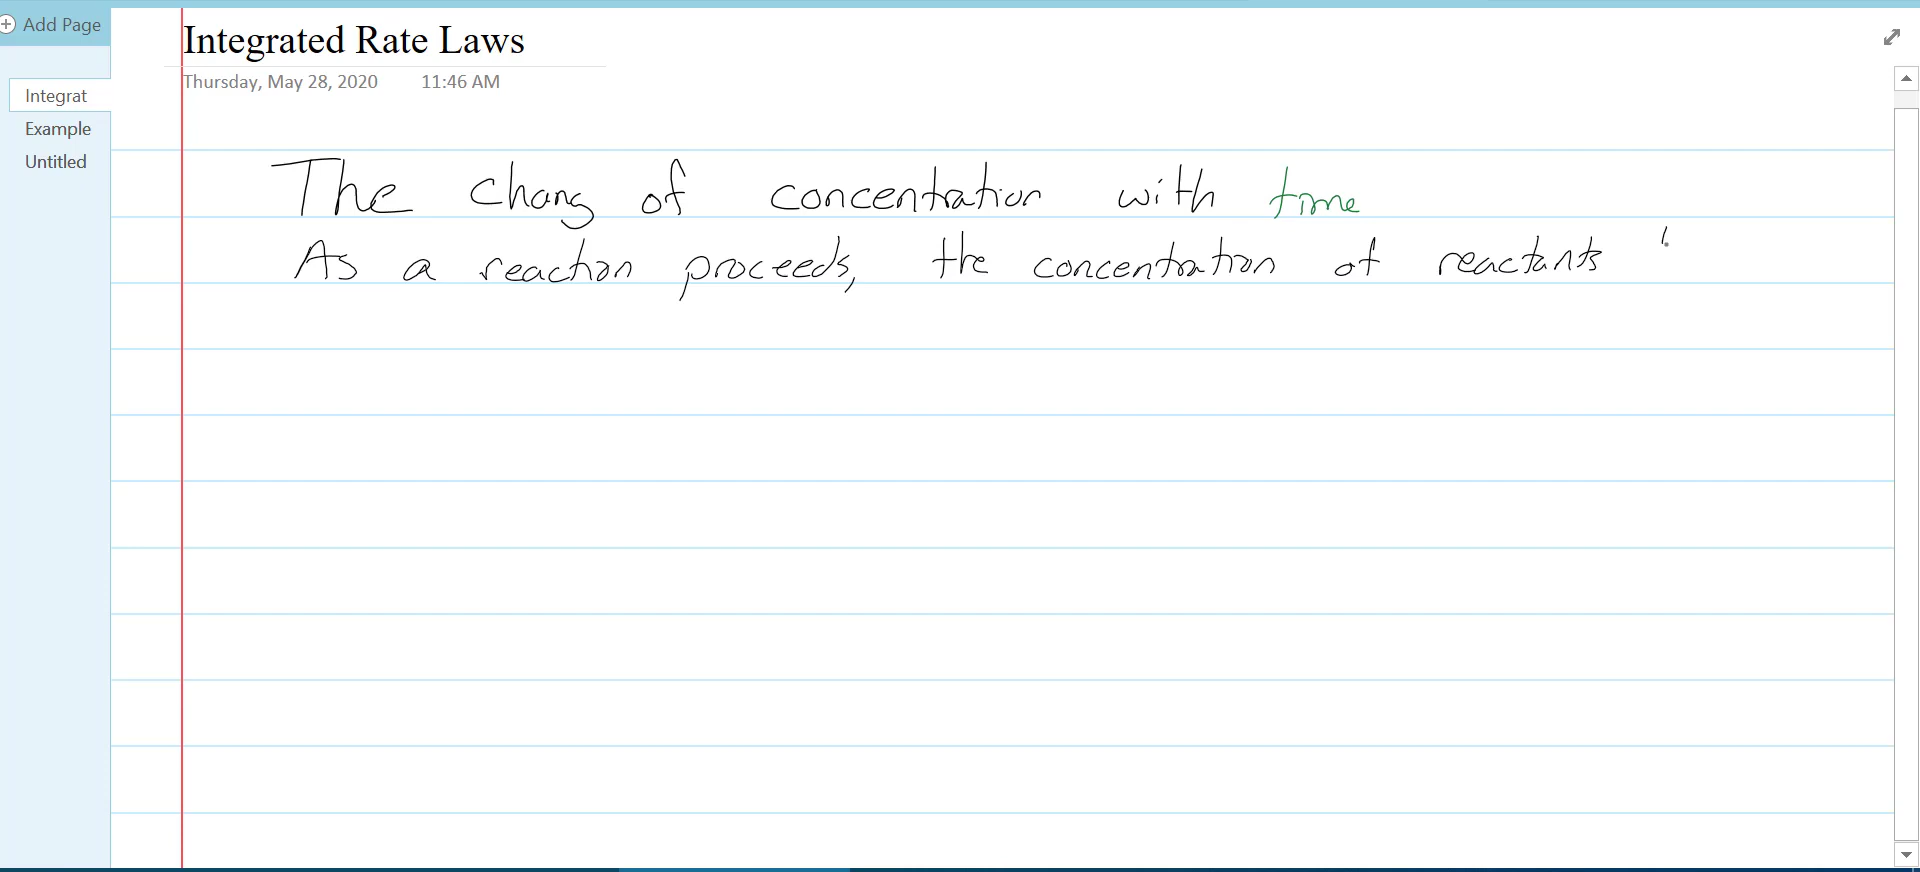 Add Page
Integrated Rate Laws
Thursday, May 28, 2020 11:46 AM
Integrat
Example
Untitled
The chang of concentration with time
As a reaction proceeds, the concentration of reactants